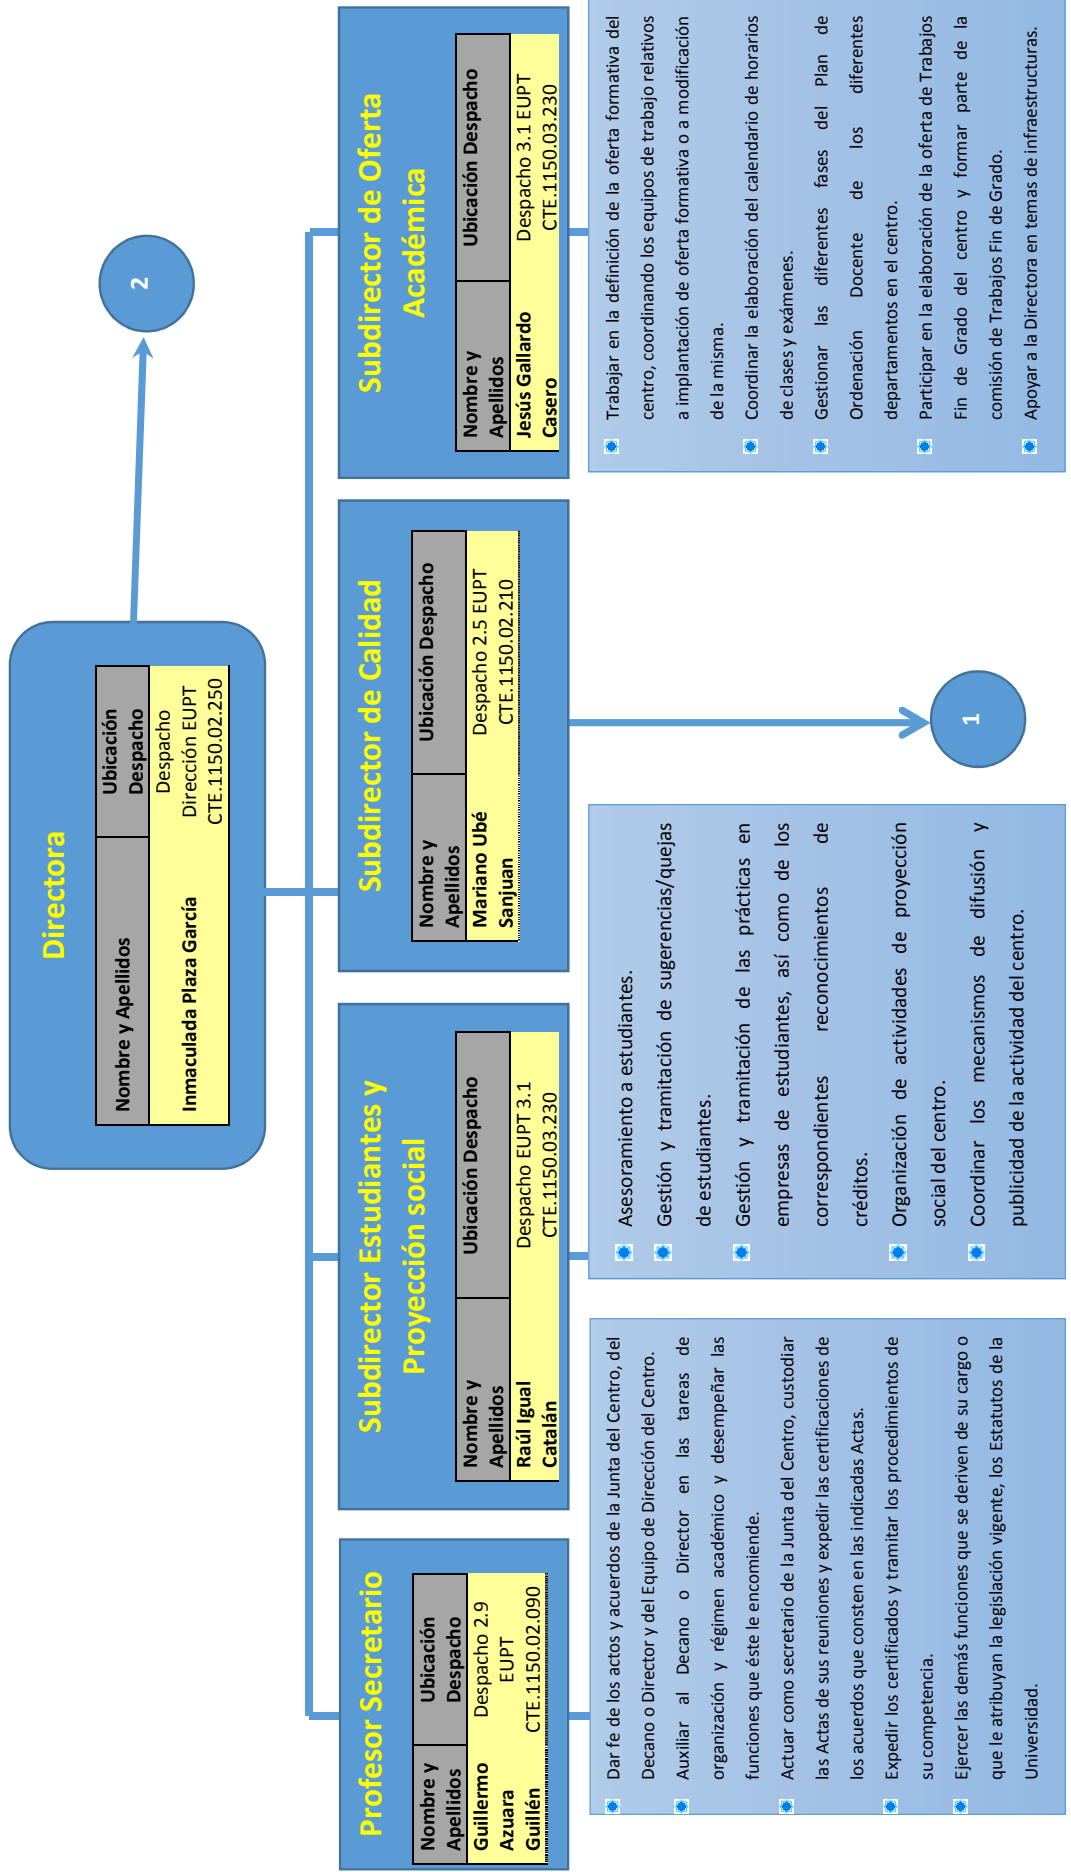 Directora
Nombre y Apellidos
Ubicación
Despacho
Inmaculada Plaza García
Despacho
Dirección EUPT
CTE.1150.02.250
2
Profesor Secretario
Nombre y
Apellidos
Ubicación
Despacho
Guillermo
Azuara
Guillén
Despacho 2.9
EUPT
CTE.1150.02.090
Subdirector Estudiantes y
Proyección social
Nombre y
Apellidos
Ubicación Despacho
Raúl Igual
Catalán
Despacho EUPT 3.1
CTE.1150.03.230
Subdirector de Calidad
Nombre y
Apellidos
Ubicación Despacho
Mariano Ubé
Sanjuan
Despacho 2.5 EUPT
CTE.1150.02.210
Subdirector de Oferta
Académica
Nombre y
Apellidos
Ubicación Despacho
Jesús Gallardo
Casero
Despacho 3.1 EUPT
CTE.1150.03.230
Dar fe de los actos y acuerdos de la Junta del Centro, del
Decano o Director y del Equipo de Dirección del Centro.
Auxiliar al Decano o Director en las tareas de
organización y régimen académico y desempeñar las
funciones que éste le encomiende.
Actuar como secretario de la Junta del Centro, custodiar
las Actas de sus reuniones y expedir las certificaciones de
los acuerdos que consten en las indicadas Actas.
Expedir los certificados y tramitar los procedimientos de
su competencia.
Ejercer las demás funciones que se deriven de su cargo o
que le atribuyan la legislación vigente, los Estatutos de la
Universidad.
Asesoramiento a estudiantes.
Gestión y tramitación de sugerencias/quejas
de estudiantes.
Gestión y tramitación de las prácticas en
empresas de estudiantes, así como de los
correspondientes reconocimientos de
créditos.
Organización de actividades de proyección
social del centro.
Coordinar los mecanismos de difusión y
publicidad de la actividad del centro.
1
Trabajar en la definición de la oferta formativa del
centro, coordinando los equipos de trabajo relativos
a implantación de oferta formativa o a modificación
de la misma.
Coordinar la elaboración del calendario de horarios
de clases y exámenes.
Gestionar las diferentes fases del Plan de
Ordenación Docente de los diferentes
departamentos en el centro.
Participar en la elaboración de la oferta de Trabajos
Fin de Grado del centro y formar parte de la
comisión de Trabajos Fin de Grado.
Apoyar a la Directora en temas de infraestructuras.